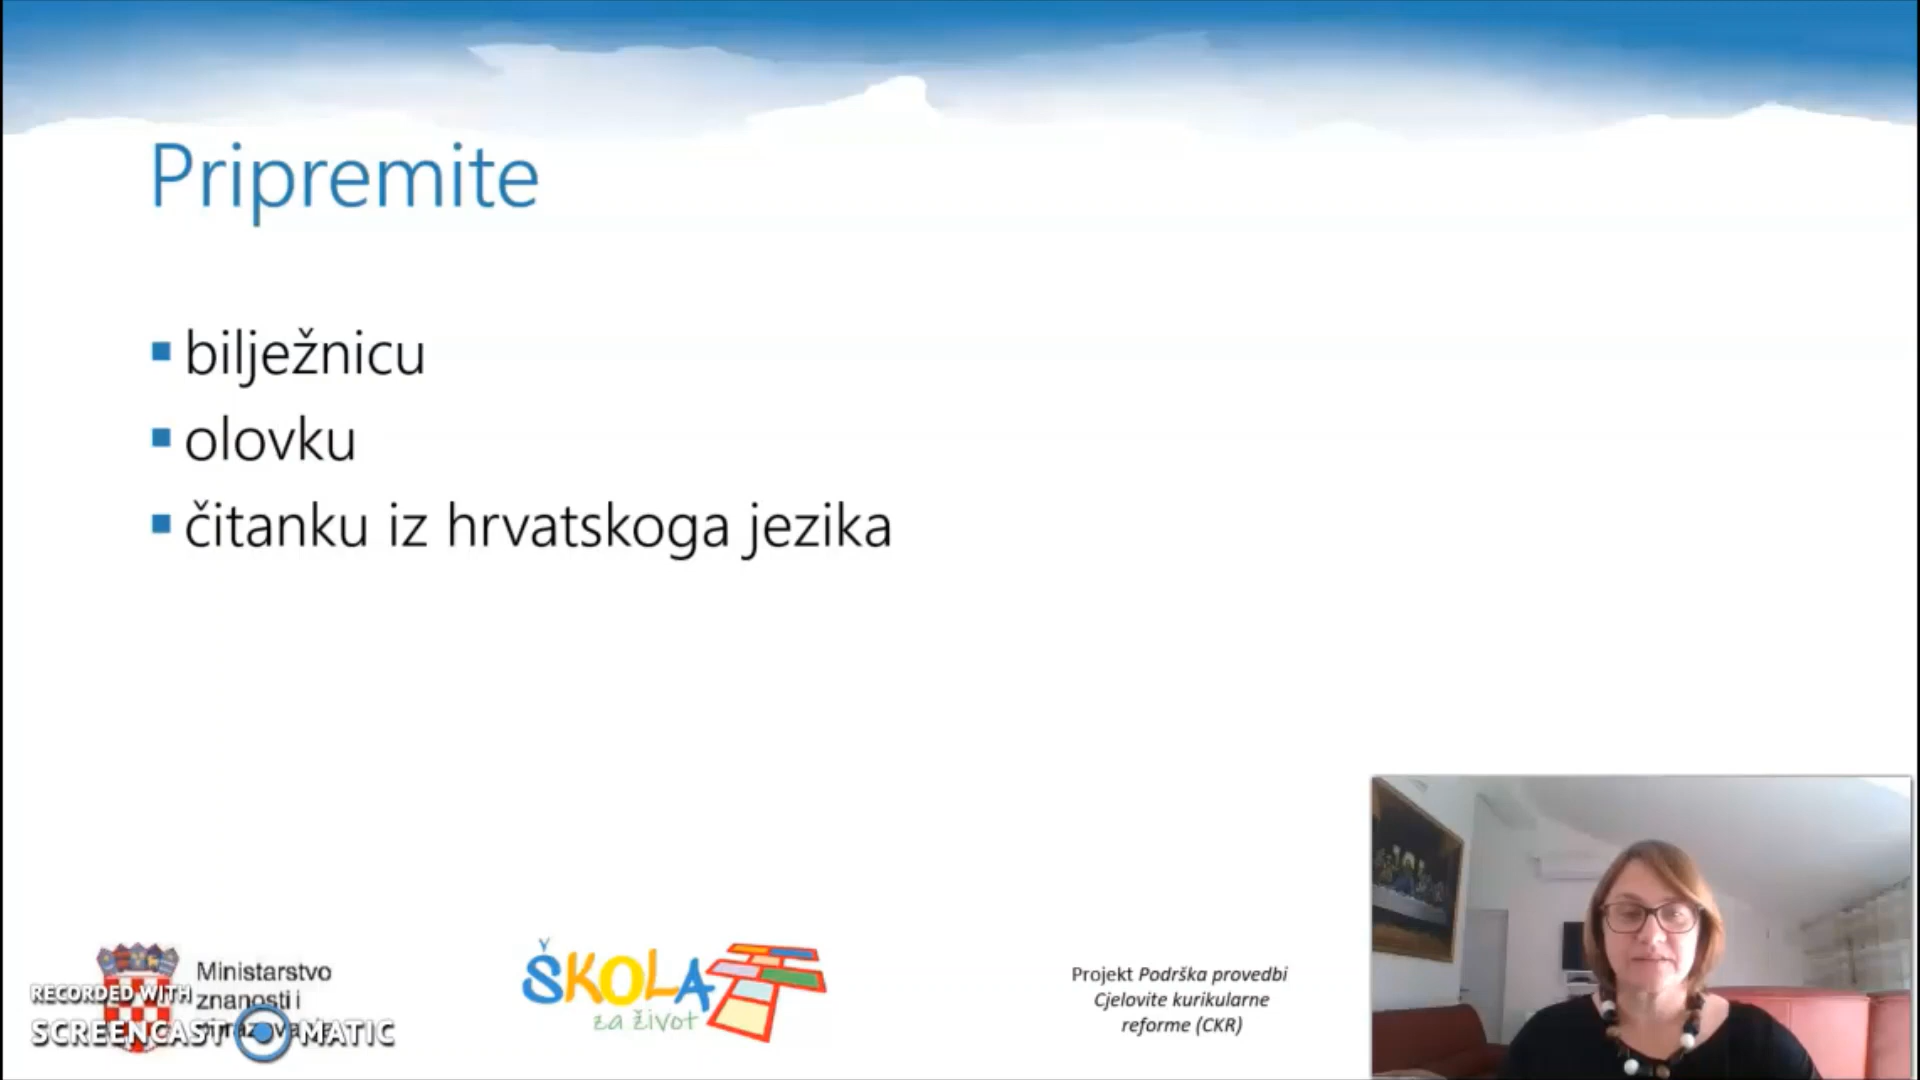 Pripremite
bilježnicu
olovku
čitanku iz hrvatskoga jezika
Ministarstvo
znanosti i
RECORDED WITH
SCREENCAST MATIC
ŠKOLA
za život
Projekt Podrška provedbi
Cjelovite kurikularne
reforme (CKR)